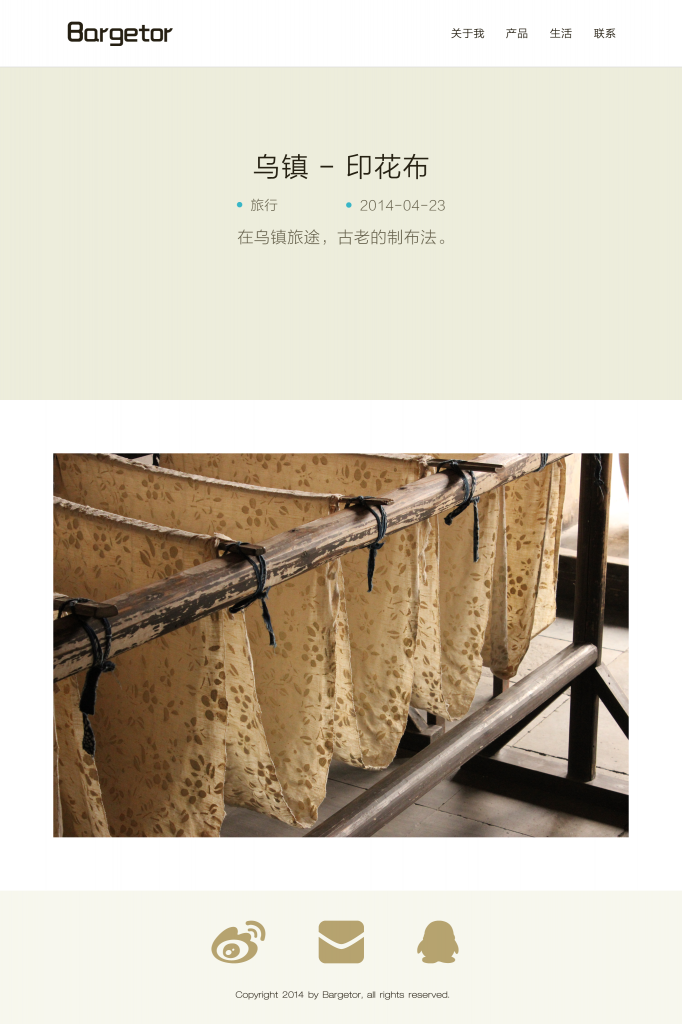 Bargetor
关于我 产品 生活 联系
乌镇 - 印花布
旅行 2014-04-23
在乌镇旅途，古老的制布法。
Copyright 2014 by Bargetor, all rights reserved.